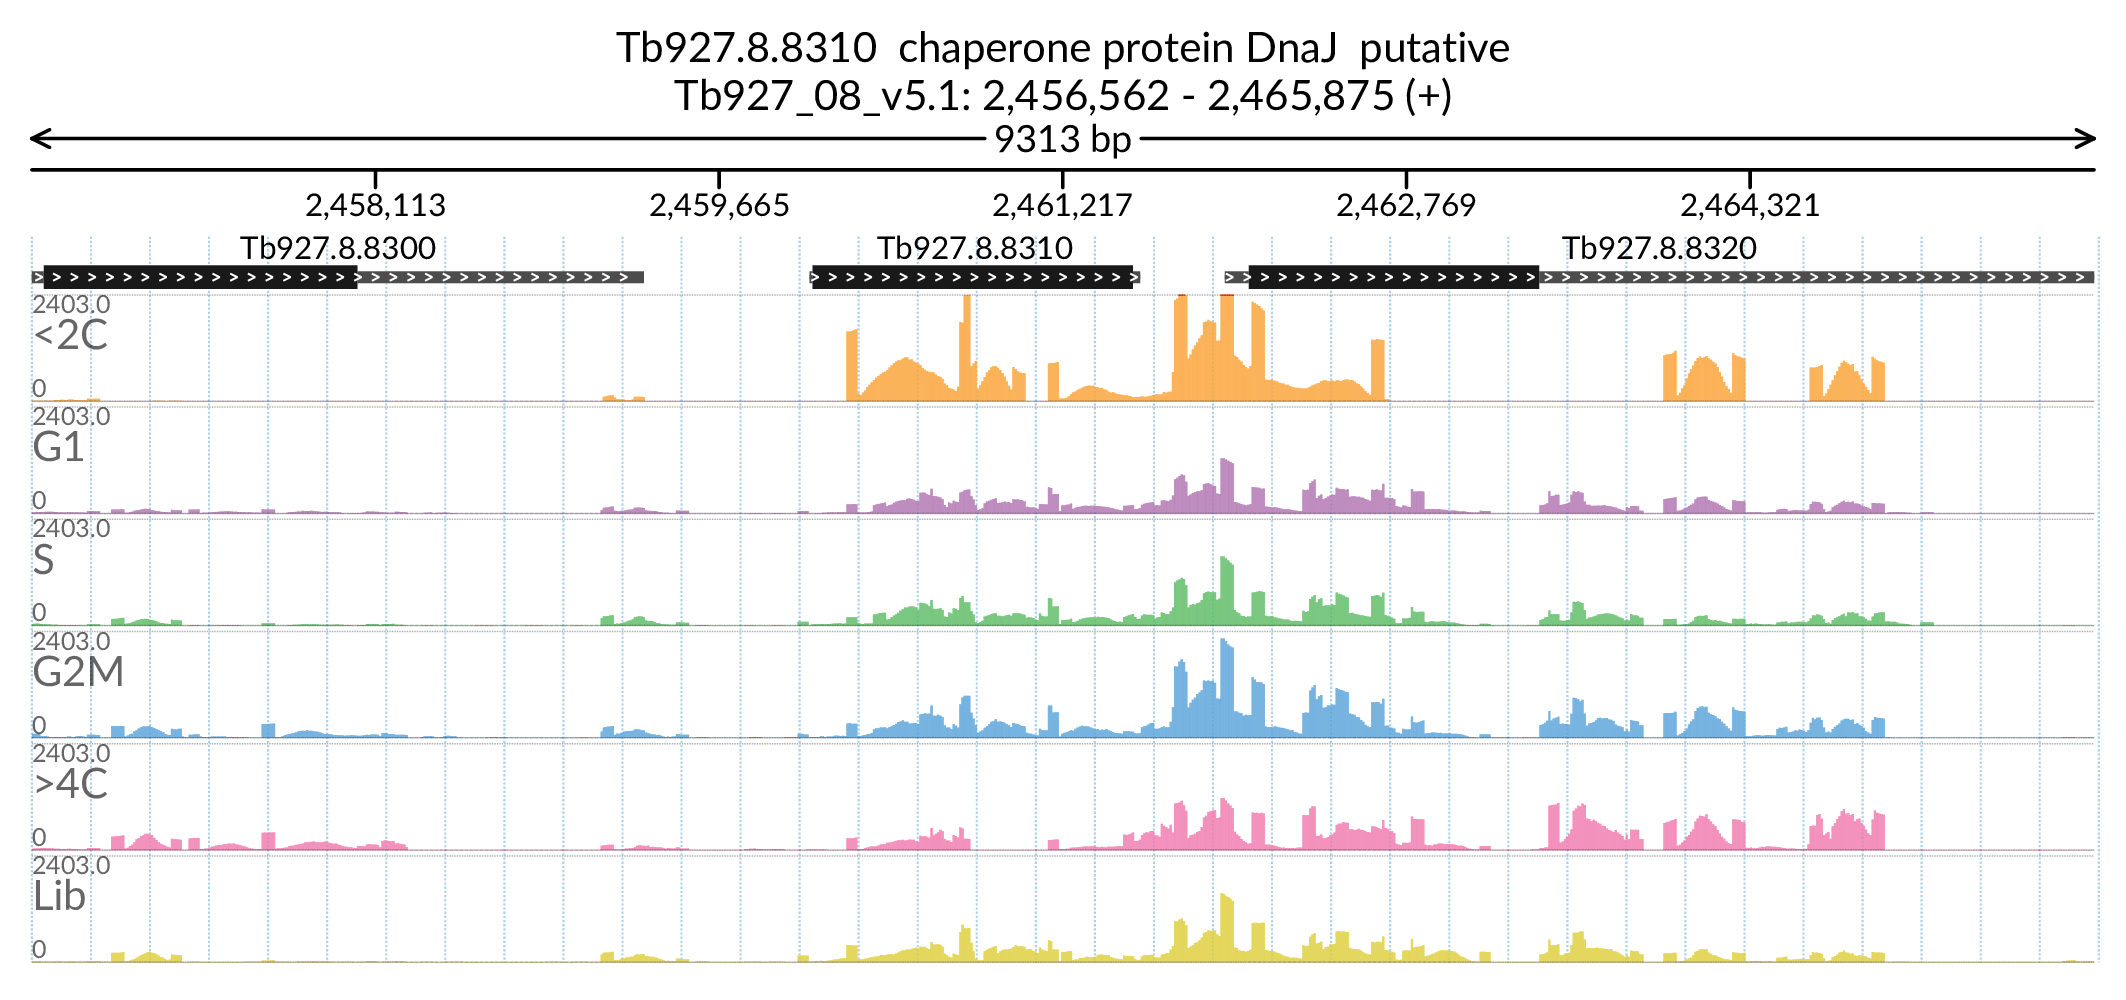 Tb927.8.8310  chaperone protein DnaJ  putative
Tb927_08_v5.1: 2,456,562 - 2,465,875 (+)
9313 bp
2,458,113 2,459,665 2,461,217 2,462,769 2,464,321
Tb927.8.8300 Tb927.8.8310 Tb927.8.8320
2403.0
<2C
0
2403.0
G1
0
2403.0
S
0
2403.0
G2M
0
2403.0
>4C
0
2403.0
Lib
0